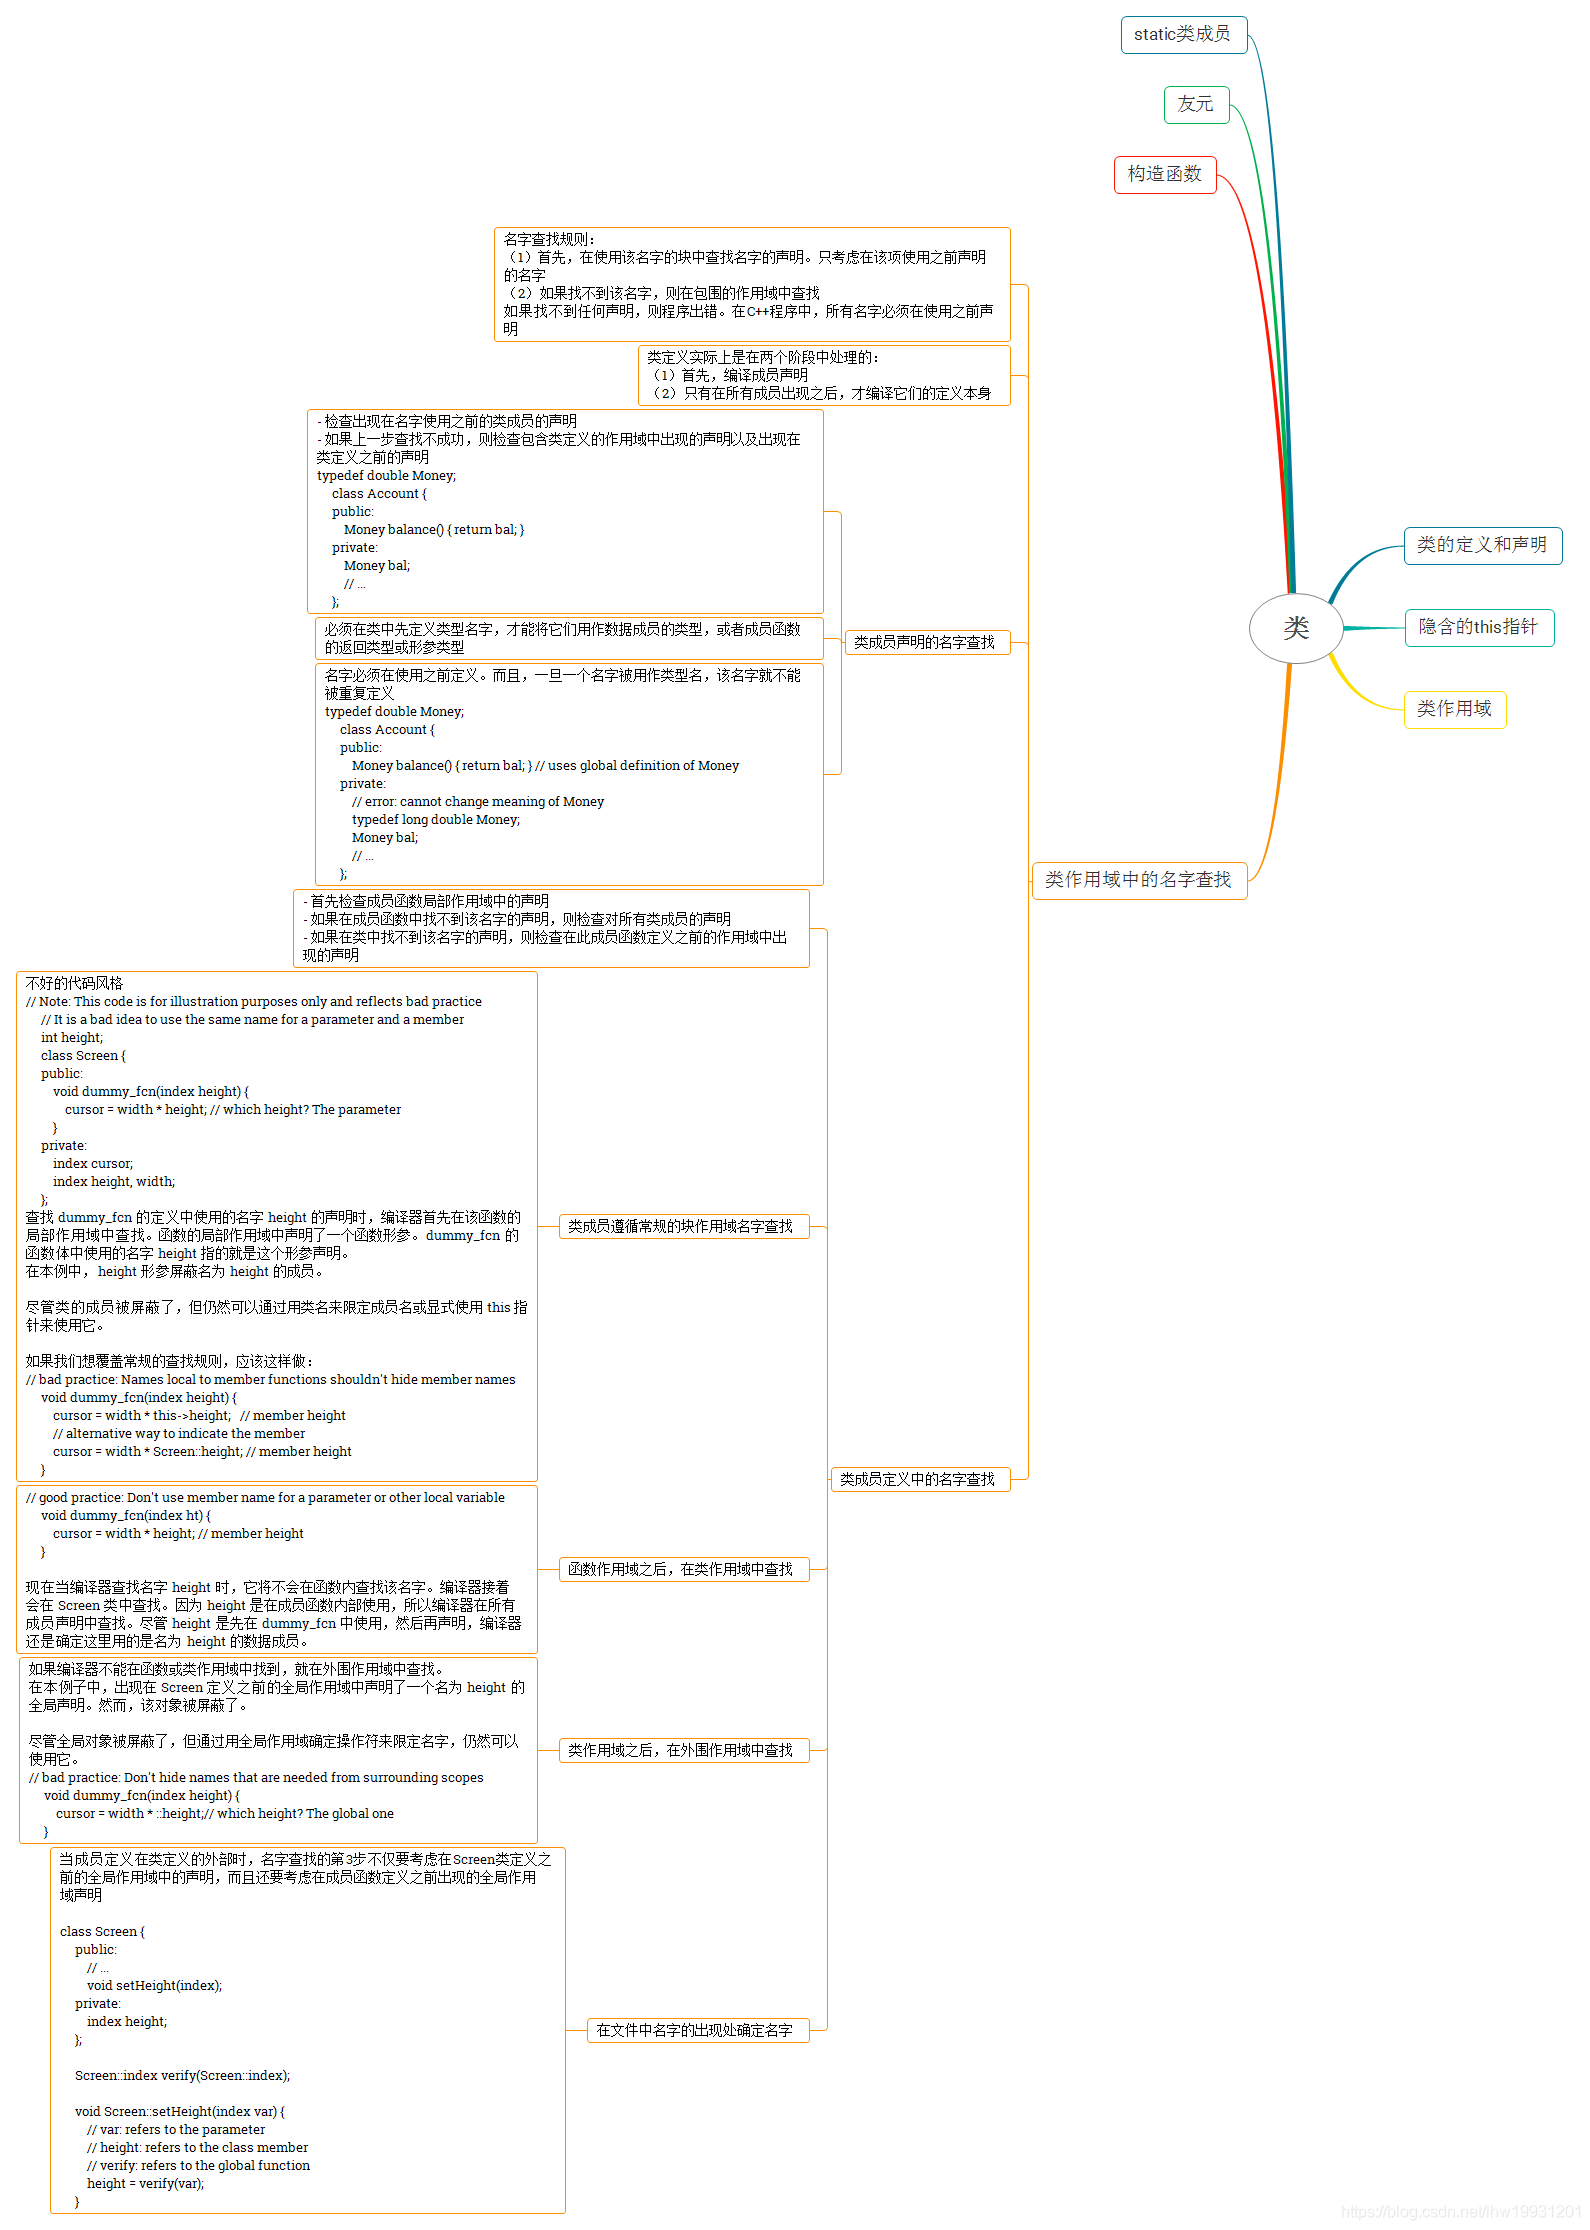 static类成员
友元
构造函数
名字查找规则：
（1）首先，在使用该名字的块中查找名字的声明。只考虑在该项使用之前声明
的名字
（2）如果找不到该名字，则在包围的作用域中查找
如果找不到任何声明，则程序出错。在C++程序中，所有名字必须在使用之前声
明
类定义实际上是在两个阶段中处理的：
（1）首先，编译成员声明
（2）只有在所有成员出现之后，才编译它们的定义本身
- 检查出现在名字使用之前的类成员的声明
- 如果上一步查找不成功，则检查包含类定义的作用域中出现的声明以及出现在
类定义之前的声明
typedef double Money;
class Account {
public:
Money balance() { return bal; }
private:
Money bal;
// ...
};
必须在类中先定义类型名字，才能将它们用作数据成员的类型，或者成员函数
的返回类型或形参类型
类成员声明的名字查找
名字必须在使用之前定义。而且，一旦一个名字被用作类型名，该名字就不能
被重复定义
typedef double Money;
class Account {
public:
Money balance() { return bal; } // uses global definition of Money
private:
// error: cannot change meaning of Money
typedef long double Money;
Money bal;
// ...
};
类的定义和声明
类
隐含的this指针
类作用域
类作用域中的名字查找
- 首先检查成员函数局部作用域中的声明
- 如果在成员函数中找不到该名字的声明，则检查对所有类成员的声明
- 如果在类中找不到该名字的声明，则检查在此成员函数定义之前的作用域中出
现的声明
不好的代码风格
// Note: This code is for illustration purposes only and reflects bad practice
// It is a bad idea to use the same name for a parameter and a member
int height;
class Screen {
public:
void dummy_fcn(index height) {
cursor = width * height; // which height? The parameter
}
private:
index cursor;
index height, width;
};
查找 dummy_fcn 的定义中使用的名字 height 的声明时，编译器首先在该函数的
局部作用域中查找。函数的局部作用域中声明了一个函数形参。dummy_fcn 的
函数体中使用的名字 height 指的就是这个形参声明。
在本例中，height 形参屏蔽名为 height 的成员。
尽管类的成员被屏蔽了，但仍然可以通过用类名来限定成员名或显式使用 this 指
针来使用它。
如果我们想覆盖常规的查找规则，应该这样做：
// bad practice: Names local to member functions shouldn't hide member names
void dummy_fcn(index height) {
cursor = width * this->height; // member height
// alternative way to indicate the member
cursor = width * Screen::height; // member height
}
类成员遵循常规的块作用域名字查找
类成员定义中的名字查找
// good practice: Don't use member name for a parameter or other local variable
void dummy_fcn(index ht) {
cursor = width * height; // member height
}
现在当编译器查找名字 height 时，它将不会在函数内查找该名字。编译器接着
会在 Screen 类中查找。因为 height 是在成员函数内部使用，所以编译器在所有
成员声明中查找。尽管 height 是先在 dummy_fcn 中使用，然后再声明，编译器
还是确定这里用的是名为 height 的数据成员。
函数作用域之后，在类作用域中查找
如果编译器不能在函数或类作用域中找到，就在外围作用域中查找。
在本例子中，出现在 Screen 定义之前的全局作用域中声明了一个名为 height 的
全局声明。然而，该对象被屏蔽了。
尽管全局对象被屏蔽了，但通过用全局作用域确定操作符来限定名字，仍然可以
使用它。
// bad practice: Don't hide names that are needed from surrounding scopes
void dummy_fcn(index height) {
cursor = width * ::height;// which height? The global one
}
类作用域之后，在外围作用域中查找
当成员定义在类定义的外部时，名字查找的第3步不仅要考虑在Screen类定义之
前的全局作用域中的声明，而且还要考虑在成员函数定义之前出现的全局作用
域声明
class Screen {
public:
// ...
void setHeight(index);
private:
index height;
};
Screen::index verify(Screen::index);
void Screen::setHeight(index var) {
// var: refers to the parameter
// height: refers to the class member
// verify: refers to the global function
height = verify(var);
}
在文件中名字的出现处确定名字
https://blog.csdn.net/lhw19931201